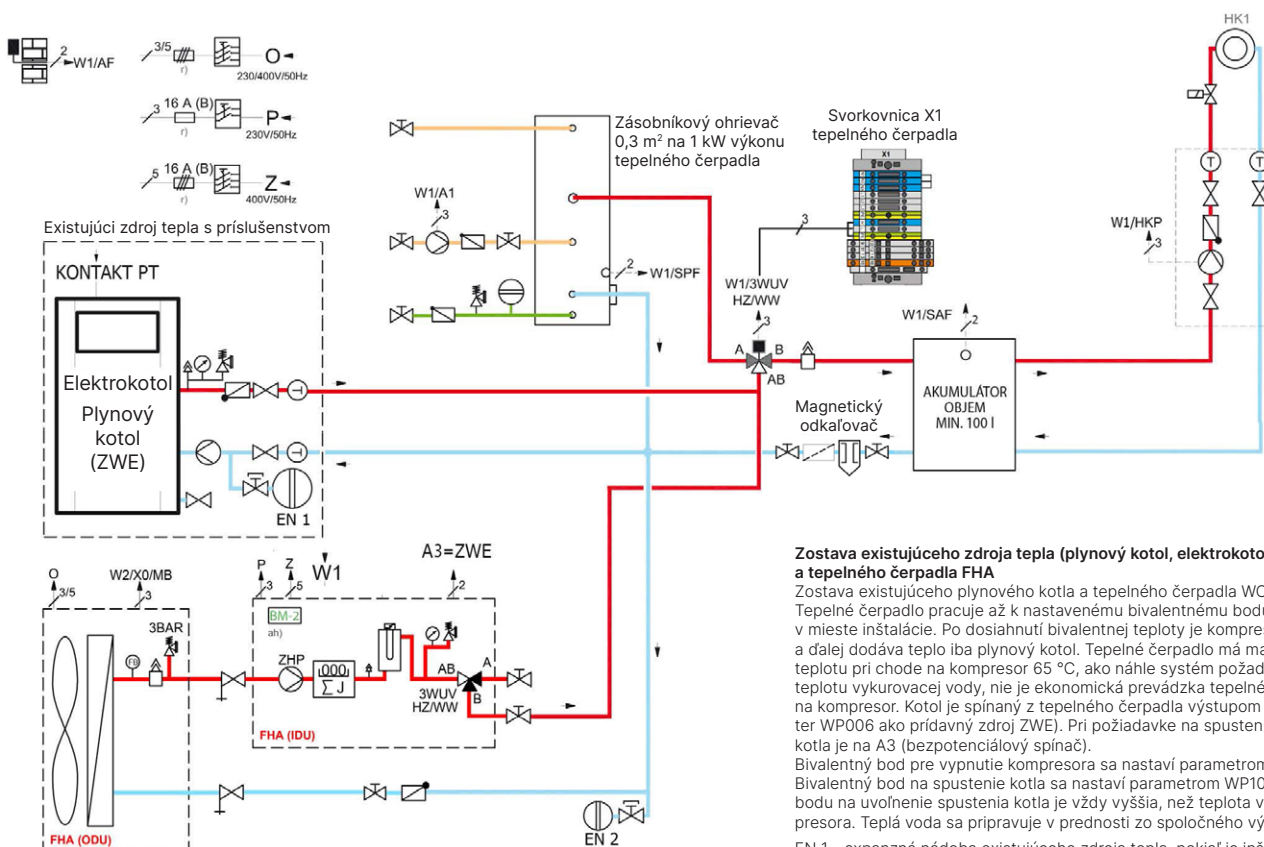 HK1
2
W1/AF
3/5
r)
O
230/400V/50Hz
3
16 A (B)
r)
P
230V/50Hz
5
16 A (B)
r)
Z
400V/50Hz
Zásobníkový ohrievač
0,3 m² na 1 kW výkonu
tepelného čerpadla
Svorkovnica X1
tepelného čerpadla
X1
W1/A1
3
3
T
T
W1/HKP
3
Existujúci zdroj tepla s príslušenstvom
KONTAKT PT
2
W1/SPF
W1/3WUV
HZ/WW
3
A
B
AB
W1/SAF
2
AKUMULÁTOR
OBJEM
MIN. 100 l
Elektrokotol
Plynový
kotol
(ZWE)
T
T
EN 1
Magnetický
odkaľovač
O
3/5
W2/X0/MB
3
3BAR
FB
FHA (ODU)
P
3
Z
5
W1
A3=ZWE
2
BM-2
ah)
ZHP
000
Σ J
AB
A
B
3WUV
HZ/WW
FHA (IDU)
EN 2
Zostava existujúceho zdroja tepla (plynový kotol, elektrokoto
a tepelného čerpadla FHA
Zostava existujúceho plynového kotla a tepelného čerpadla WO
Tepelné čerpadlo pracuje až k nastavenému bivalentnému bodu
v mieste inštalácie. Po dosiahnutí bivalentnej teploty je kompres
a ďalej dodáva teplo iba plynový kotol. Tepelné čerpadlo má ma
teplotu pri chode na kompresor 65 °C, ako náhle systém požad
teplotu vykurovacej vody, nie je ekonomická prevádzka tepelné
na kompresor. Kotol je spínaný z tepelného čerpadla výstupom
ter WP006 ako prídavný zdroj ZWE). Pri požiadavke na spusten
kotla je na A3 (bezpotenciálový spínač).
Bivalentný bod pre vypnutie kompresora sa nastaví parametrom
Bivalentný bod na spustenie kotla sa nastaví parametrom WP10
bodu na uvoľnenie spustenia kotla je vždy vyššia, než teplota v
presora. Teplá voda sa pripravuje v prednosti zo spoločného vý